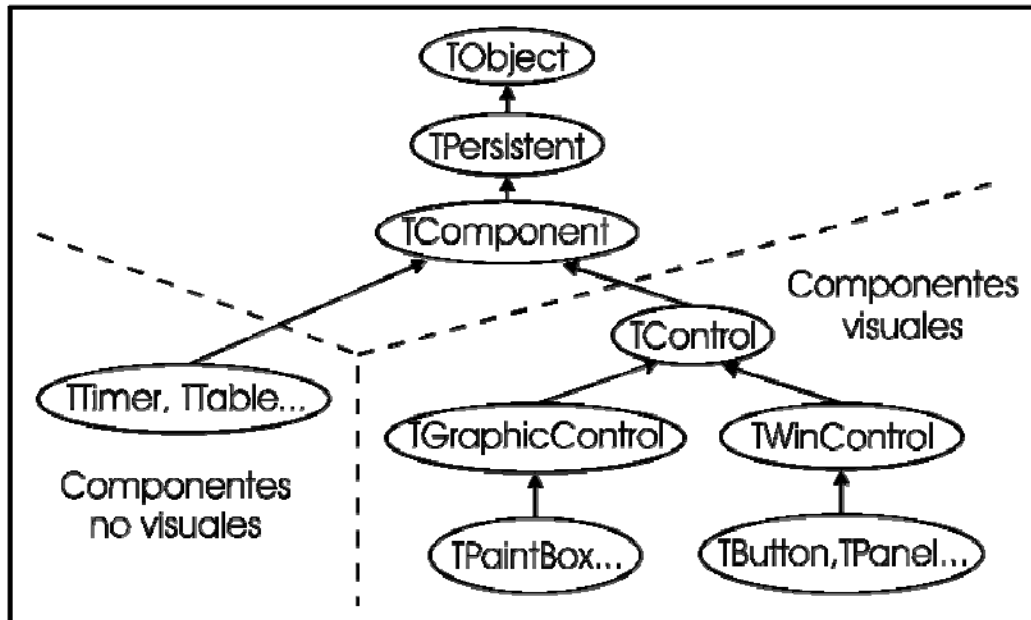 TObject
TPersistent
TComponent
Componentes
visuales
TControl
TTimer, TTable...
TGraphicControl
TWinControl
Componentes
no visuales
TPaintBox...
TButton,TPanel...